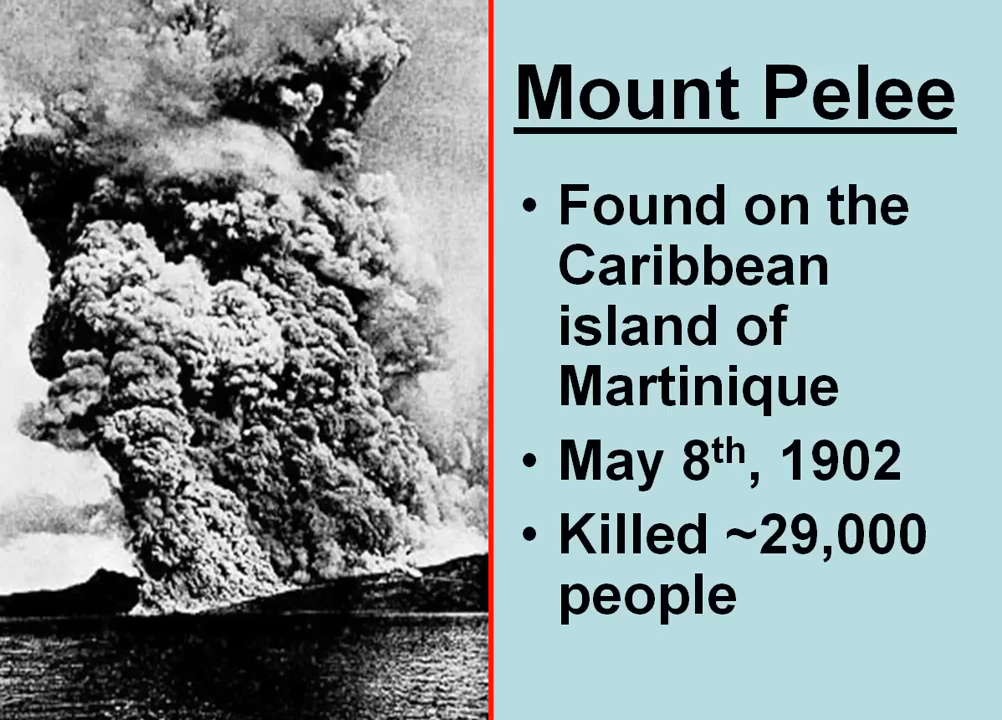 Mount Pelee
• Found on the
Caribbean
island of
Martinique
• May 8th, 1902
• Killed ~29,000
people